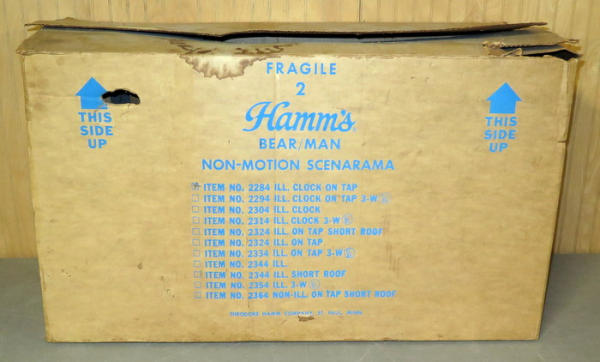 FRAGILE
2
Hamm's
BEAR/MAN
NON-MOTION SCENARAMA
THIS
SIDE
UP
THIS
SIDE
UP
ITEM NO. 2284 ILL. CLOCK ON TAP
ITEM NO. 2294 ILL. CLOCK ON TAP 3-W
ITEM NO. 2304 ILL. CLOCK
ITEM NO. 2314 ILL. CLOCK 3-W
ITEM NO. 2324 ILL. ON TAP SHORT ROOF
ITEM NO. 2324 ILL. ON TAP
ITEM NO. 2334 ILL. ON TAP 3-W
ITEM NO. 2344 ILL.
ITEM NO. 2344 ILL. SHORT ROOF
ITEM NO. 2354 ILL. 3-W
ITEM NO. 2364 NON-ILL. ON TAP SHORT ROOF
THEODORE HAMM COMPANY, ST. PAUL, MINN.